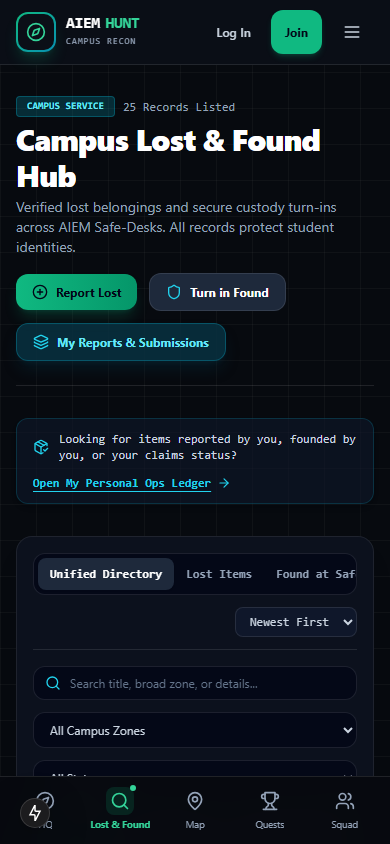 AIEM HUNT
CAMPUS RECON
Log In
Join
CAMPUS SERVICE
25 Records Listed
Campus Lost & Found
Hub
Verified lost belongings and secure custody turn-ins
across AIEM Safe-Desks. All records protect student
identities.
Report Lost
Turn in Found
My Reports & Submissions
Looking for items reported by you, founded by
you, or your claims status?
Open My Personal Ops Ledger →
Unified Directory
Lost Items
Found at Saf
Newest First
Search title, broad zone, or details...
All Campus Zones
Lost & Found
Map
Quests
Squad